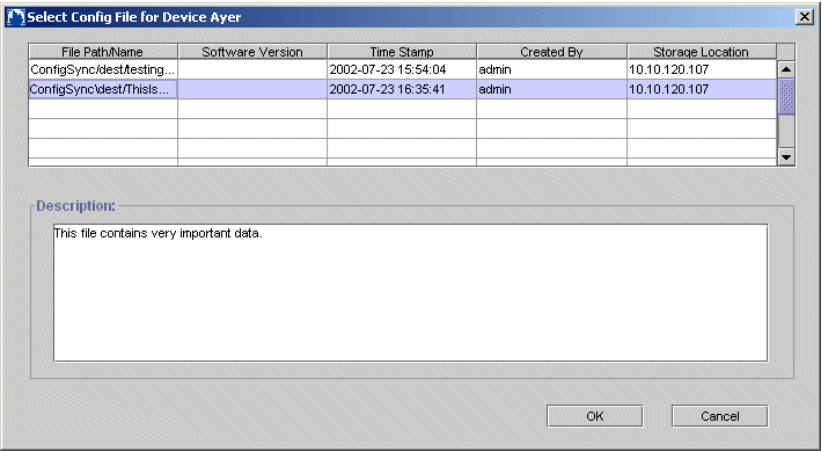 Select Config File for Device Ayer
File Path/Name Software Version Time Stamp Created By Storage Location
ConfigSync/dest/testing... 2002-07-23 15:54:04 admin 10.10.120.107
ConfigSync\dest/ThisIs... 2002-07-23 16:35:41 admin 10.10.120.107
Description:
This file contains very important data.
OK Cancel